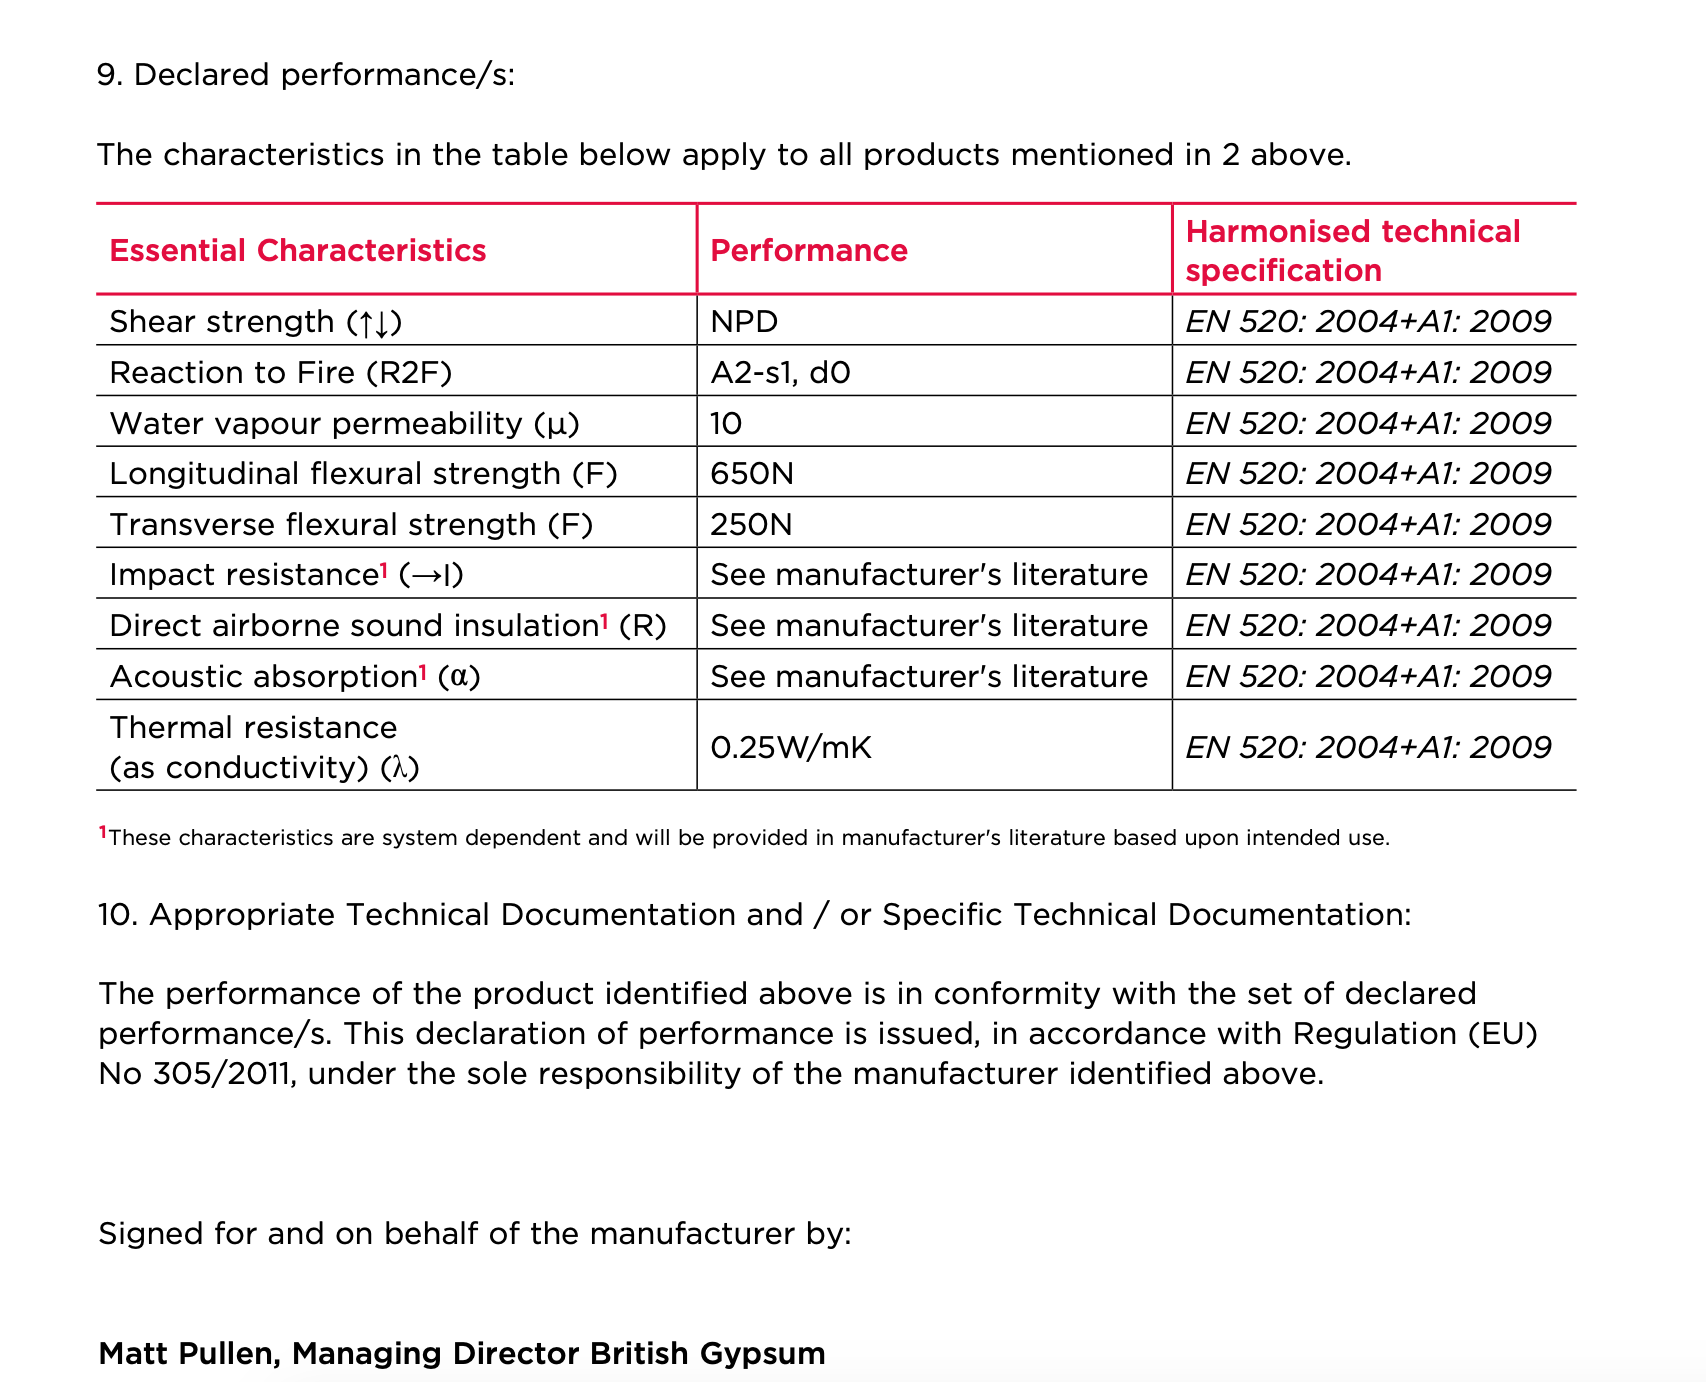 9. Declared performance/s:
The characteristics in the table below apply to all products mentioned in 2 above.
Essential Characteristics Performance Harmonised technical specification
Shear strength (↑↓) NPD EN 520: 2004+A1: 2009
Reaction to Fire (R2F) A2-s1, d0 EN 520: 2004+A1: 2009
Water vapour permeability (μ) 10 EN 520: 2004+A1: 2009
Longitudinal flexural strength (F) 650N EN 520: 2004+A1: 2009
Transverse flexural strength (F) 250N EN 520: 2004+A1: 2009
Impact resistance¹ (→I) See manufacturer's literature EN 520: 2004+A1: 2009
Direct airborne sound insulation¹ (R) See manufacturer's literature EN 520: 2004+A1: 2009
Acoustic absorption¹ (α) See manufacturer's literature EN 520: 2004+A1: 2009
Thermal resistance
(as conductivity) (λ) 0.25W/mK EN 520: 2004+A1: 2009
¹These characteristics are system dependent and will be provided in manufacturer's literature based upon intended use.
10. Appropriate Technical Documentation and / or Specific Technical Documentation:
The performance of the product identified above is in conformity with the set of declared
performance/s. This declaration of performance is issued, in accordance with Regulation (EU)
No 305/2011, under the sole responsibility of the manufacturer identified above.
Signed for and on behalf of the manufacturer by:
Matt Pullen, Managing Director British Gypsum